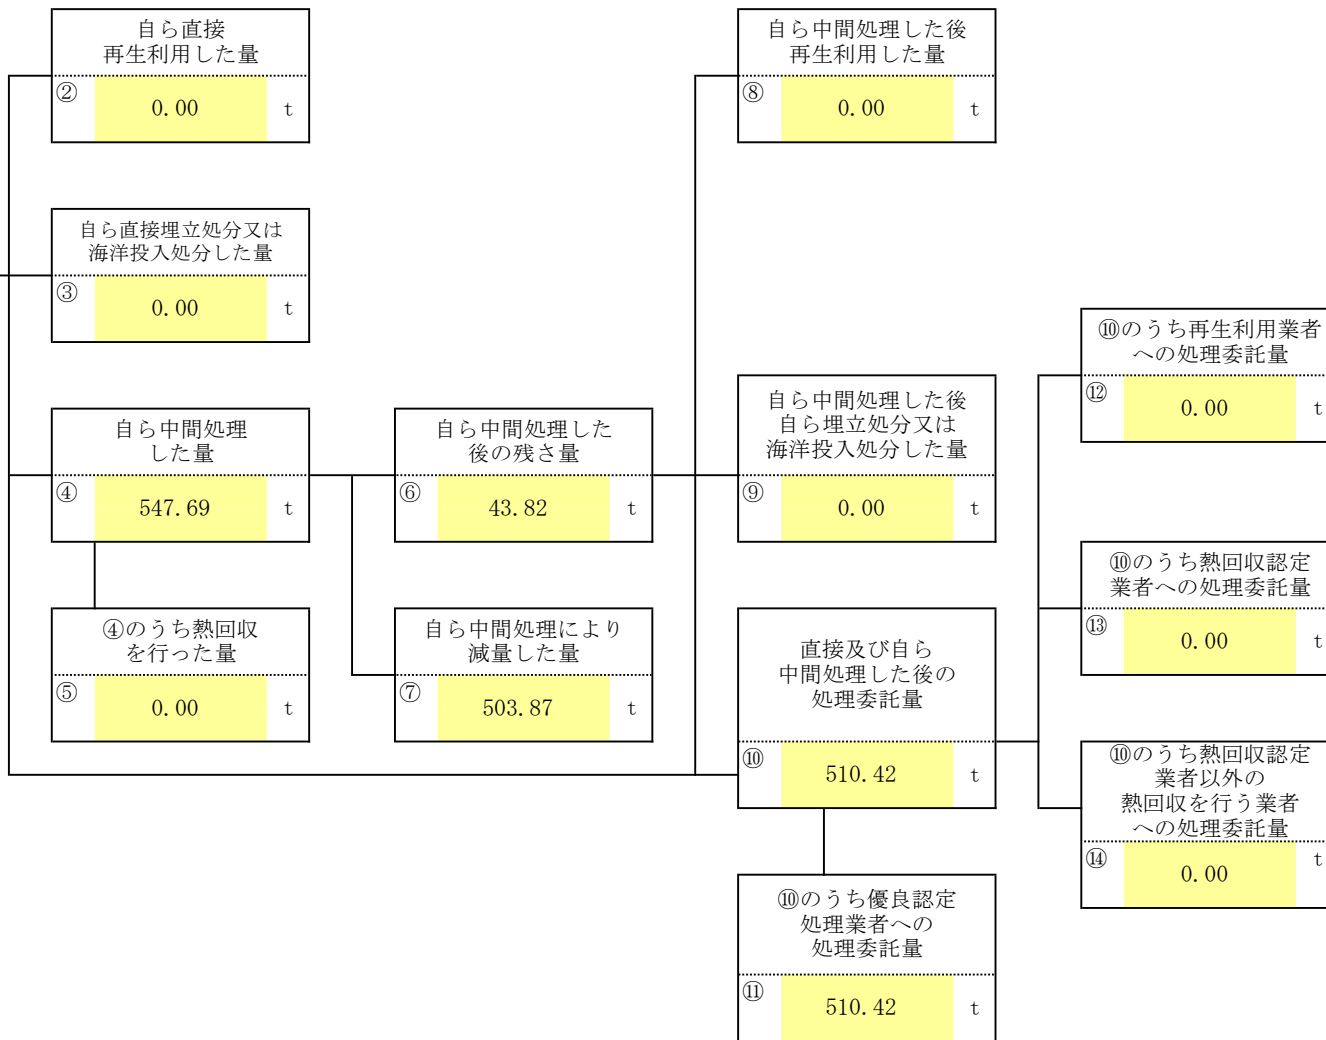 自ら直接
再生利用した量
② 0.00 t
自ら中間処理した後
再生利用した量
⑧ 0.00 t
自ら直接埋立処分又は
海洋投入処分した量
③ 0.00 t
⑩のうち再生利用業者
への処理委託量
⑫ 0.00 t
自ら中間処理
した量
④ 547.69 t
自ら中間処理した
後の残さ量
⑥ 43.82 t
自ら中間処理した後
自ら埋立処分又は
海洋投入処分した量
⑨ 0.00 t
⑩のうち熱回収認定
業者への処理委託量
⑬ 0.00 t
④のうち熱回収
を行った量
⑤ 0.00 t
自ら中間処理により
減量した量
⑦ 503.87 t
直接及び自ら
中間処理した後の
処理委託量
⑩ 510.42 t
⑩のうち熱回収認定
業者以外の
熱回収を行う業者
への処理委託量
⑭ 0.00 t
⑩のうち優良認定
処理業者への
処理委託量
⑪ 510.42 t